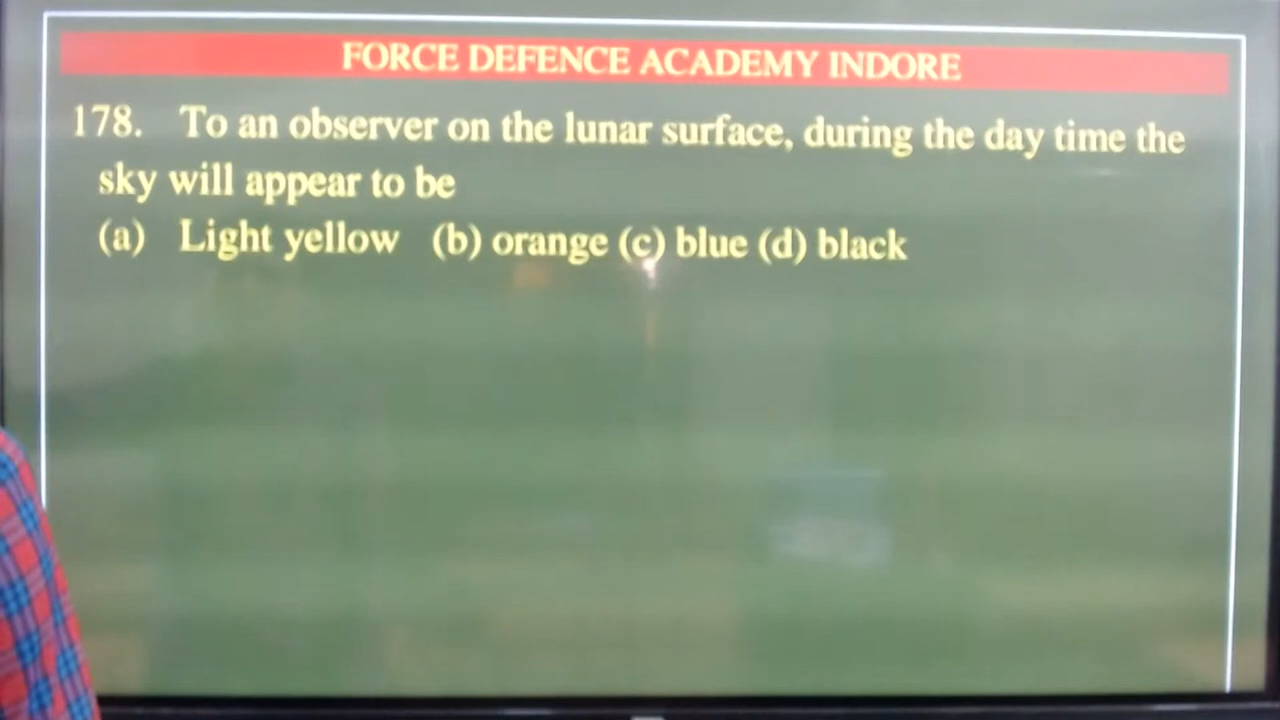 FORCE DEFENCE ACADEMY INDORE
178. To an observer on the lunar surface, during the day time the
sky will appear to be
(a) Light yellow (b) orange (c) blue (d) black